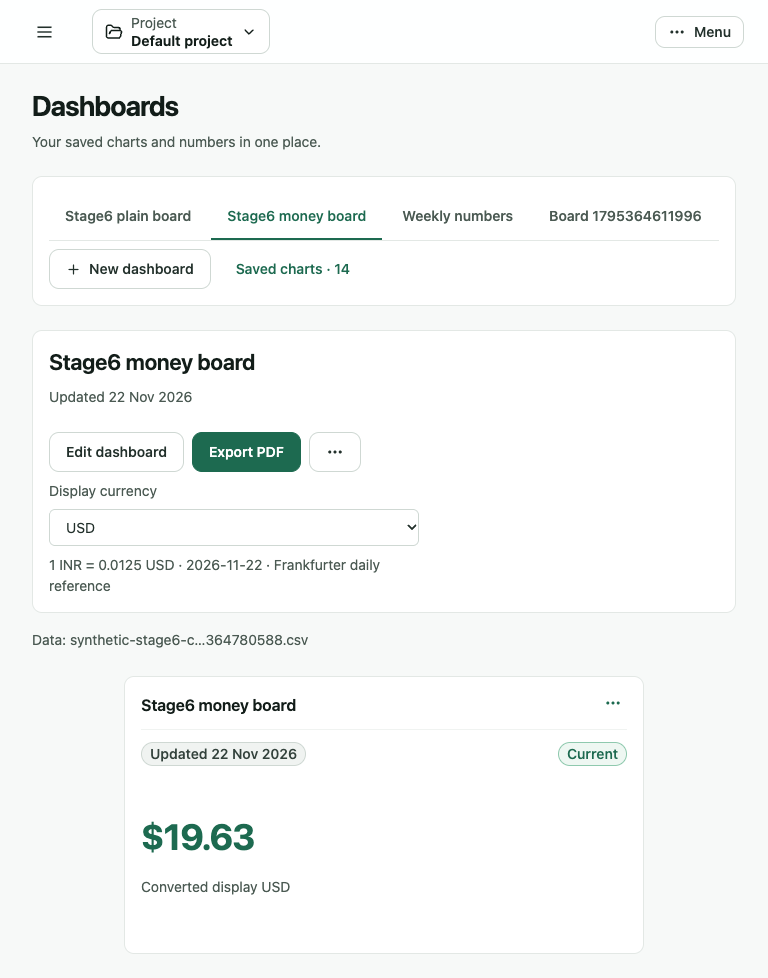 Project
Default project
Menu
Dashboards
Your saved charts and numbers in one place.
Stage6 plain board
Stage6 money board
Weekly numbers
Board 1795364611996
New dashboard
Saved charts · 14
Stage6 money board
Updated 22 Nov 2026
Edit dashboard
Export PDF
Display currency
USD
1 INR = 0.0125 USD · 2026-11-22 · Frankfurter daily
reference
Data: synthetic-stage6-c…364780588.csv
Stage6 money board
Updated 22 Nov 2026
Current
$19.63
Converted display USD